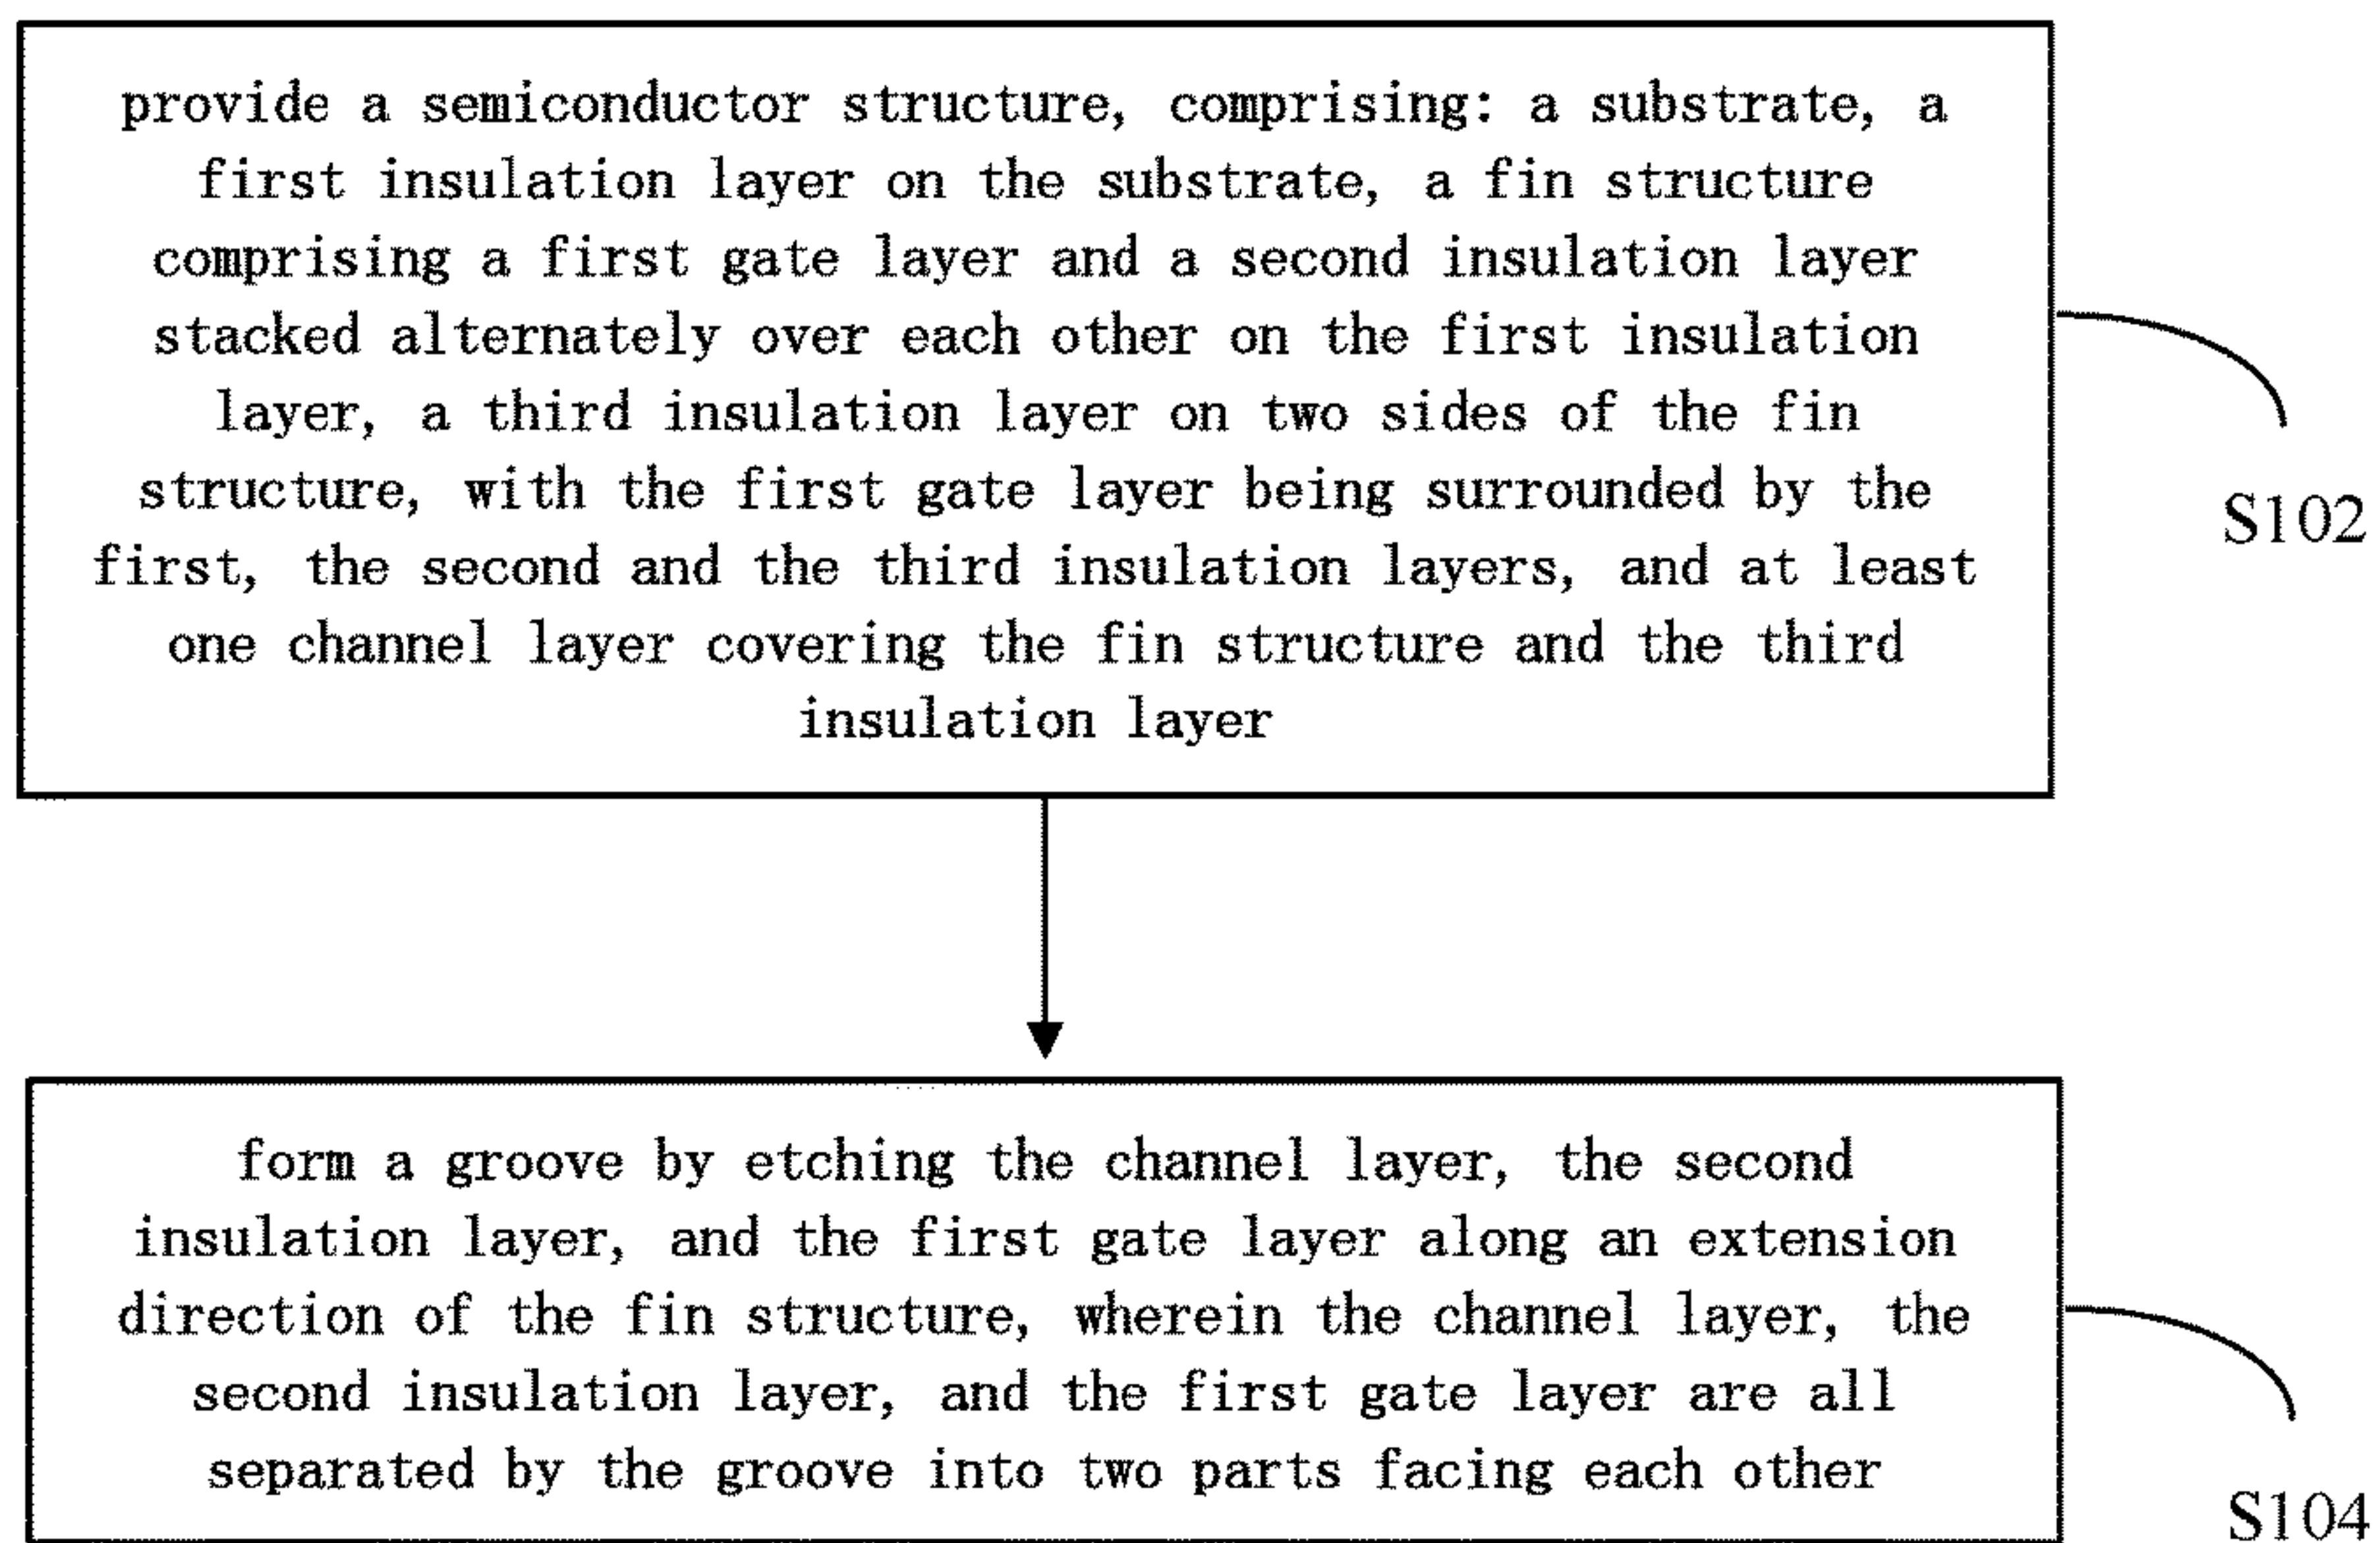 provide a semiconductor structure, comprising: a substrate, a
first insulation layer on the substrate, a fin structure
comprising a first gate layer and a second insulation layer
stacked alternately over each other on the first insulation
layer, a third insulation layer on two sides of the fin
structure, with the first gate layer being surrounded by the
first, the second and the third insulation layers, and at least
one channel layer covering the fin structure and the third
insulation layer
S102
form a groove by etching the channel layer, the second
insulation layer, and the first gate layer along an extension
direction of the fin structure, wherein the channel layer, the
second insulation layer, and the first gate layer are all
separated by the groove into two parts facing each other
S104